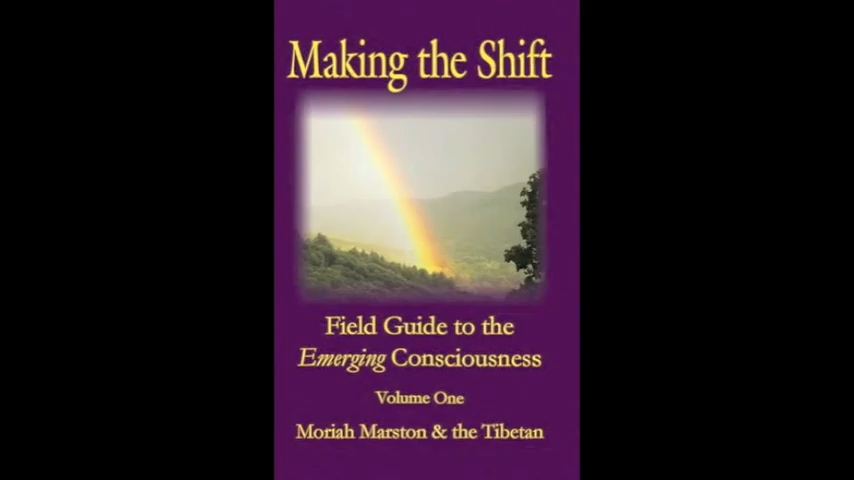 Making the Shift
Field Guide to the
Emerging Consciousness
Volume One
Moriah Marston & the Tibetan